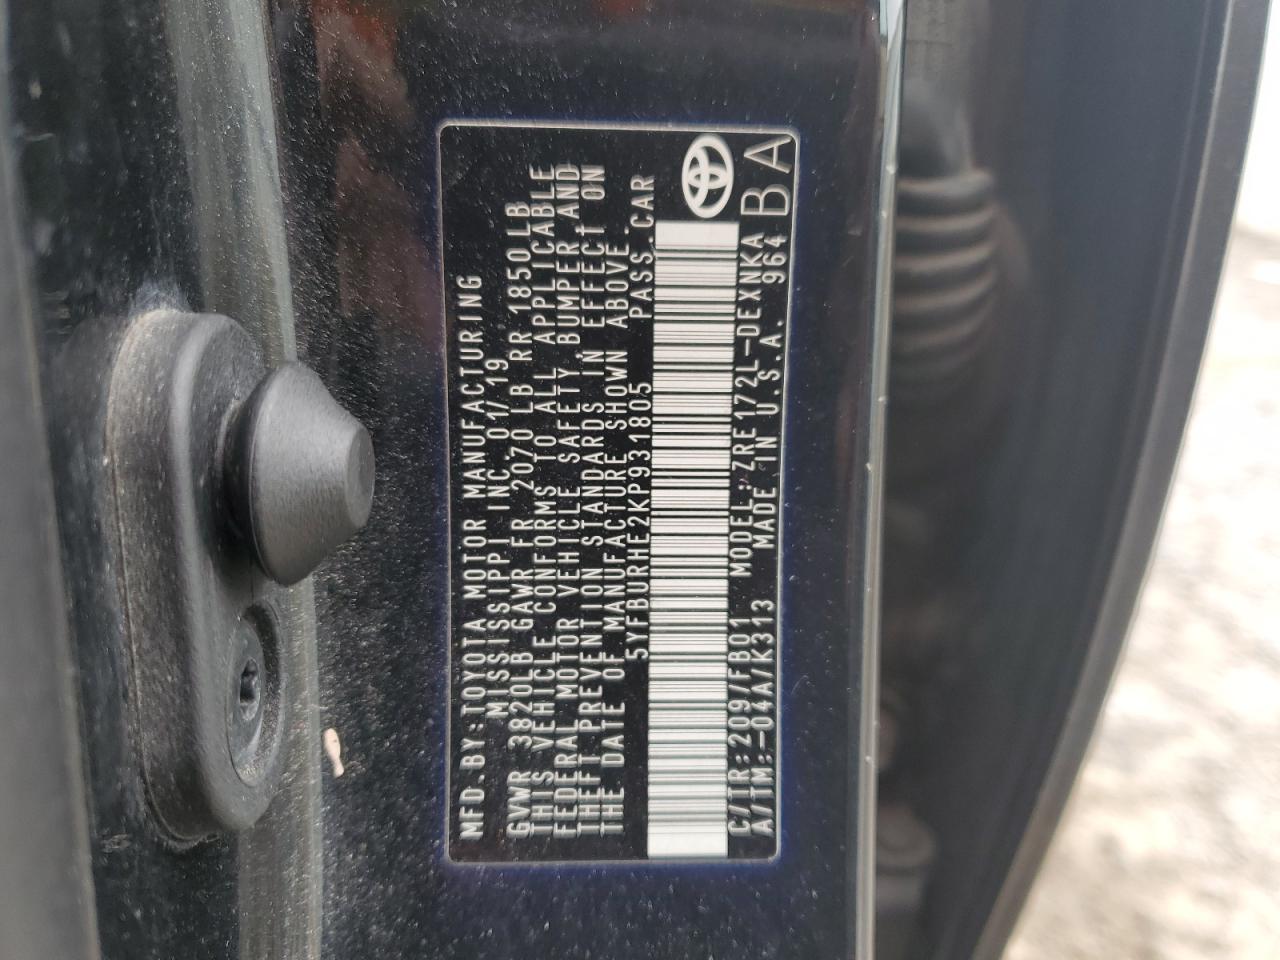 MFD.BY:TOYOTA MOTOR MANUFACTURING
MISSISSIPPI INC. 01/19
GVWR 3820LB GAWR FR 2070 LB RR 1850LB
THIS VEHICLE CONFORMS TO ALL APPLICABLE
FEDERAL MOTOR VEHICLE SAFETY,BUMPER AND
THEFT PREVENTION STANDARDS IN EFFECT ON
THE DATE OF MANUFACTURE SHOWN ABOVE.
5YFBURHE2KP931805 PASS.CAR
C/TR:209/FB01 MODEL:ZRE172L-DEXNKA
A/TM:-04A/K313 MADE IN U.S.A. 964
BA